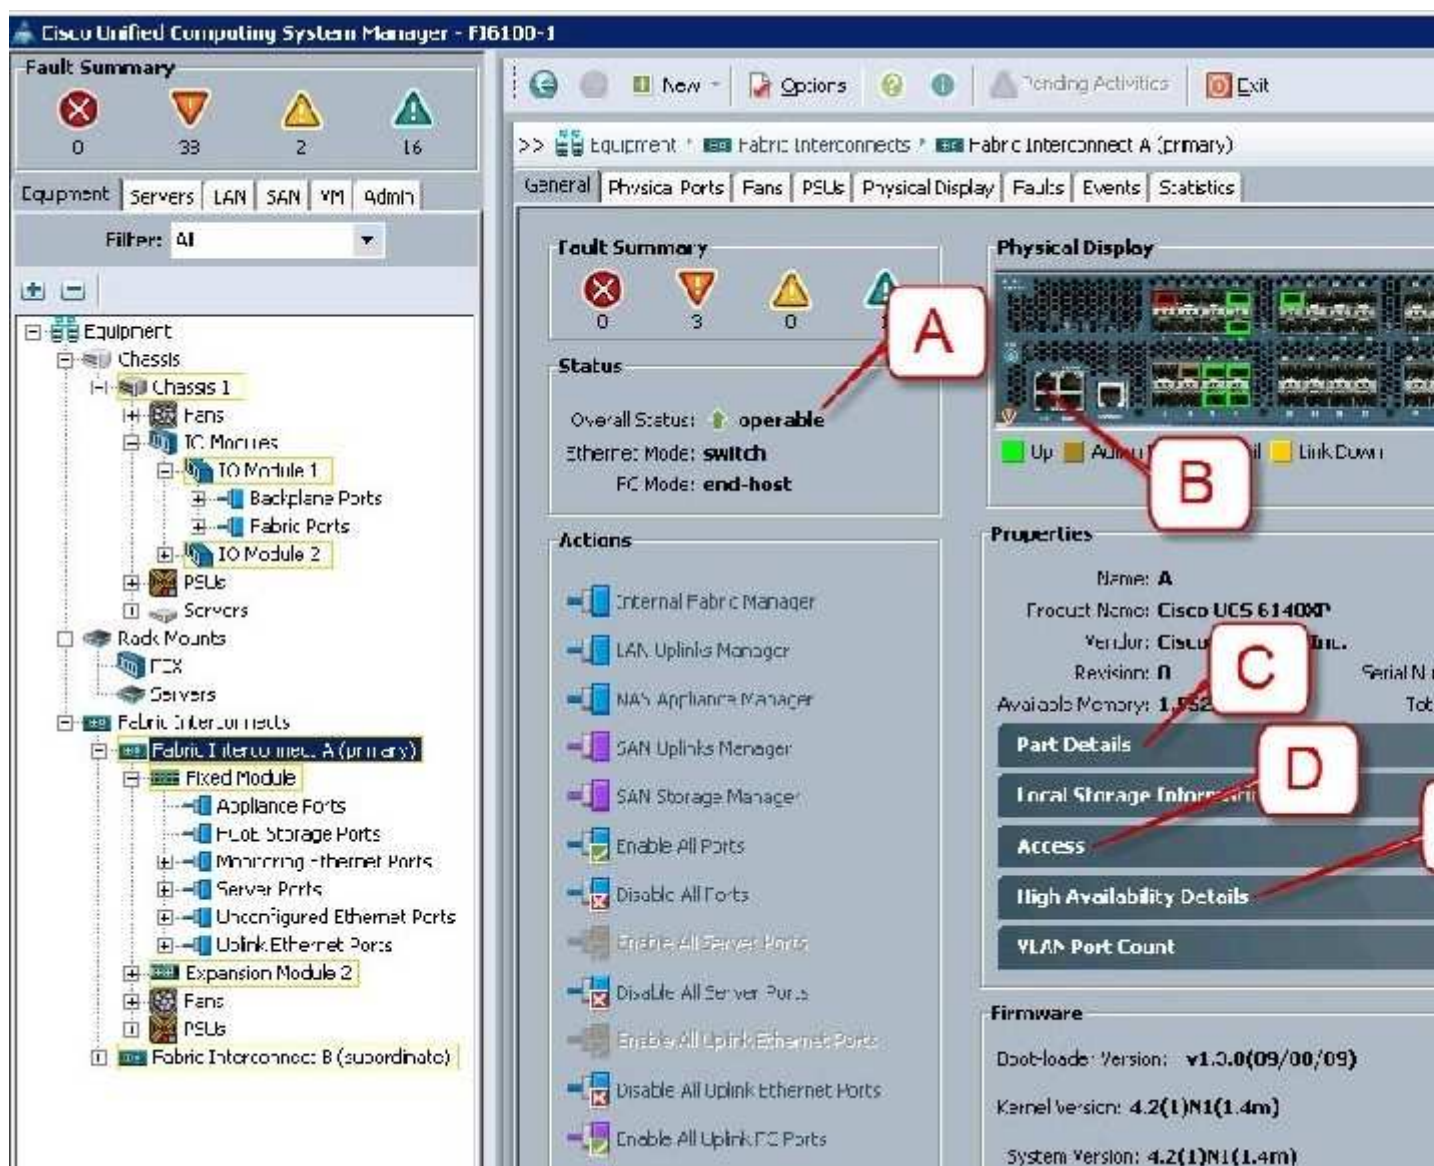 Cisco Unified Computing System Manager - FI6100-1
Fault Summary
0 33 2 16
Equipment Servers LAN SAN VM Admin
Filter: All
Equipment
Chassis
Chassis 1
Fans
IO Modules
IO Module 1
Backplane Ports
Fabric Ports
IO Module 2
PSUs
Servers
Rack Mounts
FEX
Servers
Fabric Interconnects
Fabric Interconnect A (primary)
Fixed Module
Appliance Ports
FCoE Storage Ports
Monitoring Ethernet Ports
Server Ports
Unconfigured Ethernet Ports
Uplink Ethernet Ports
Expansion Module 2
Fans
PSUs
Fabric Interconnect B (subordinate)
New Options Pending Activities Exit
>> Equipment Fabric Interconnects Fabric Interconnect A (primary)
General Physical Ports Fans PSUs Physical Display Faults Events Statistics
Fault Summary
0 3 0
A
Status
Overall Status: operable
Ethernet Mode: switch
FC Mode: end-host
Actions
Internal Fabric Manager
LAN Uplinks Manager
NAS Appliance Manager
SAN Uplinks Manager
SAN Storage Manager
Enable All Ports
Disable All Ports
Enable All Server Ports
Disable All Server Ports
Enable All Uplink Ethernet Ports
Disable All Uplink Ethernet Ports
Enable All Uplink FC Ports
Physical Display
Up Link Down
B
Properties
Name: A
Product Name: Cisco UCS 6140XP
Vendor: Cisco Inc.
Revision: 0 Serial Nu
Available Memory: Tot
C
Part Details
D
Local Storage
Access
High Availability Details
VLAN Port Count
Firmware
Boot-loader Version: v1.3.0(09/00/09)
Kernel Version: 4.2(1)N1(1.4m)
System Version: 4.2(1)N1(1.4m)